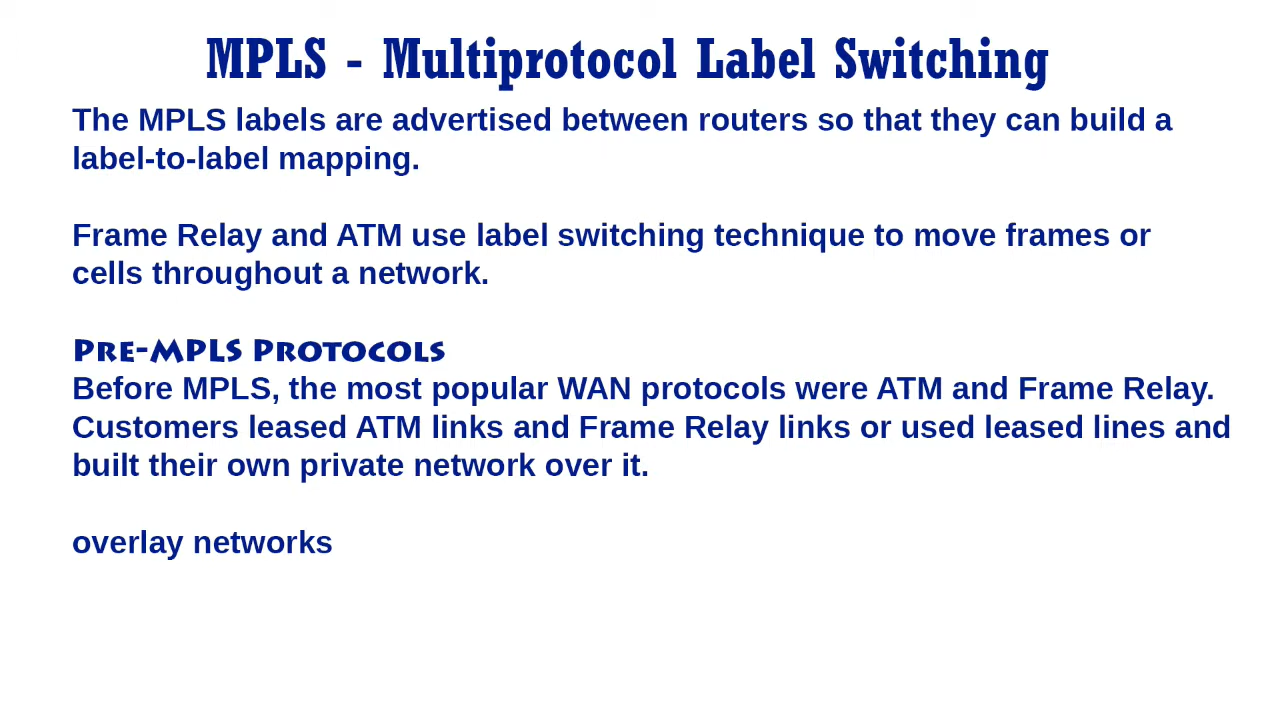 MPLS - Multiprotocol Label Switching
The MPLS labels are advertised between routers so that they can build a
label-to-label mapping.
Frame Relay and ATM use label switching technique to move frames or
cells throughout a network.
Pre-MPLS Protocols
Before MPLS, the most popular WAN protocols were ATM and Frame Relay.
Customers leased ATM links and Frame Relay links or used leased lines and
built their own private network over it.
overlay networks